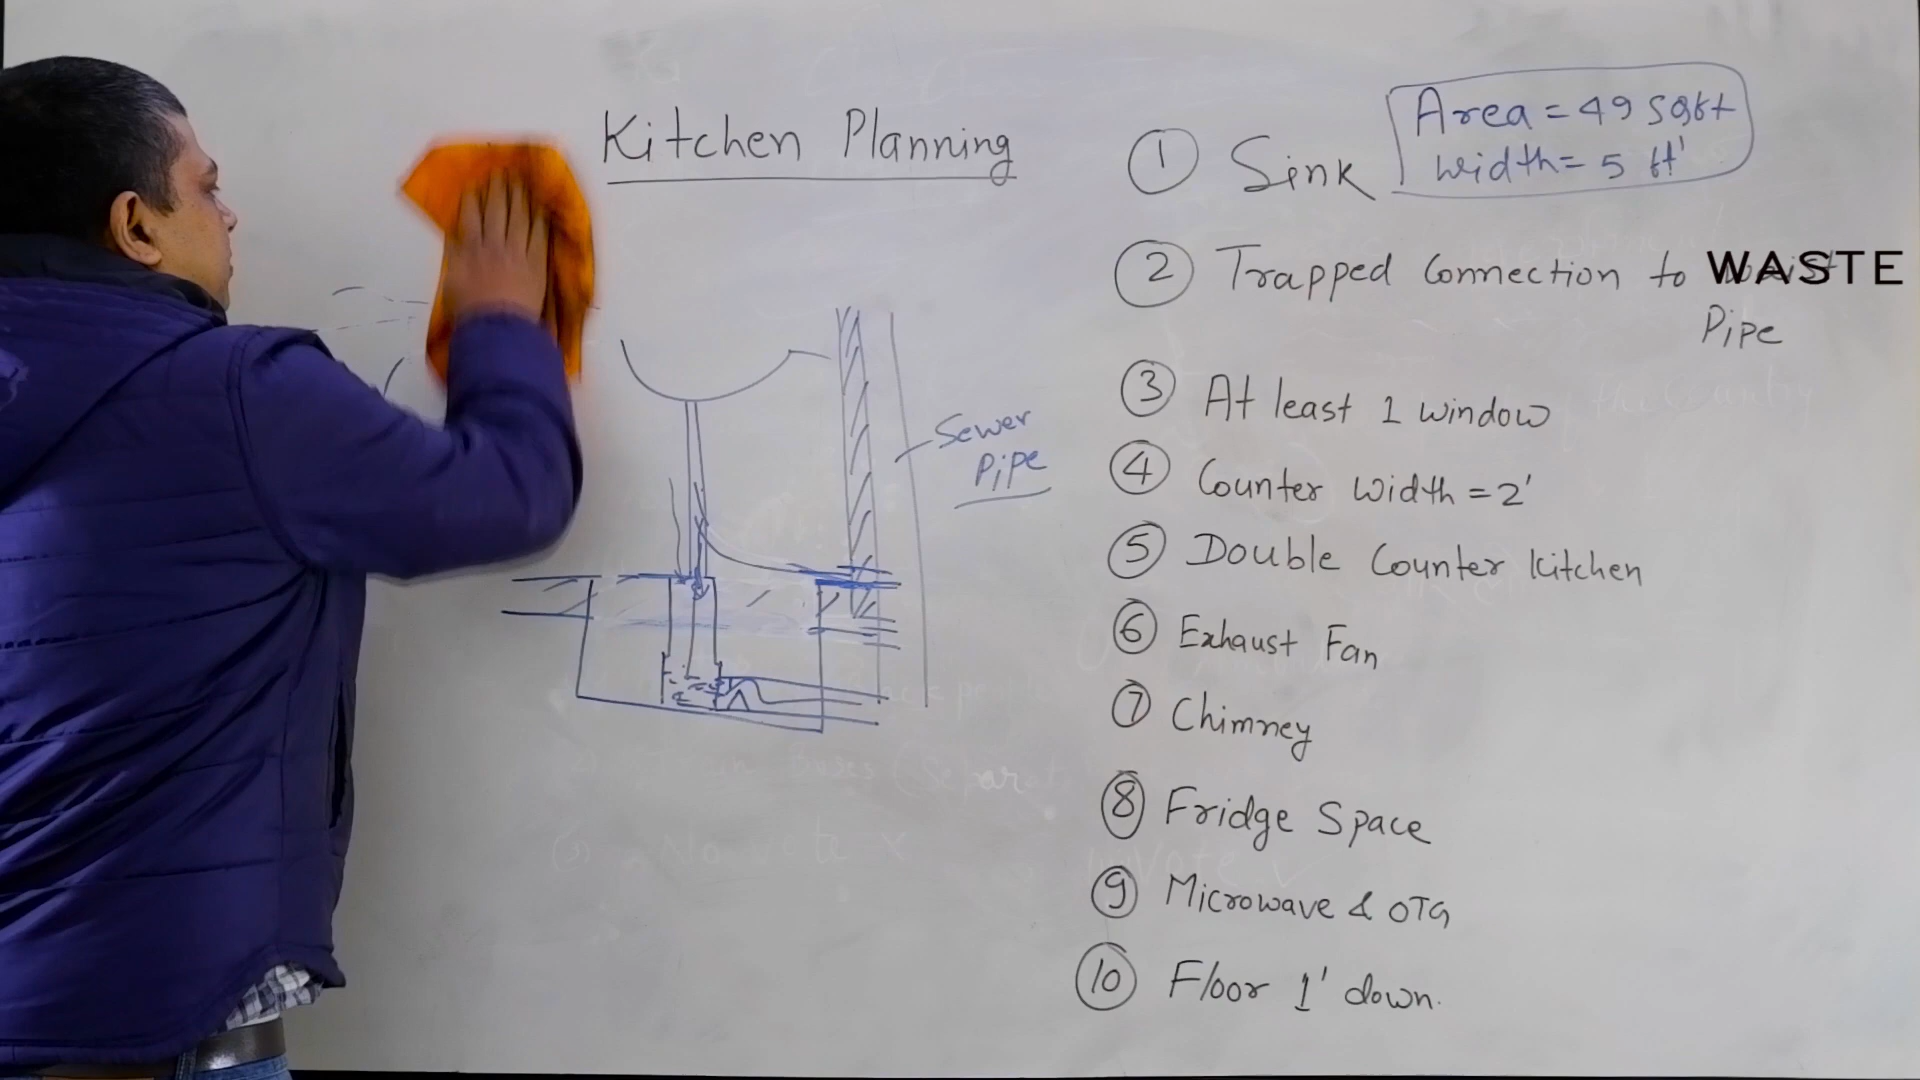 Kitchen Planning
Sewer
Pipe
Area = 49 Sqft
Width = 5 ft'
① Sink
② Trapped Connection to WASTE
Pipe
③ At least 1 window
④ Counter Width = 2'
⑤ Double Counter Kitchen
⑥ Exhaust Fan
⑦ Chimney
⑧ Fridge Space
⑨ Microwave & OTG
⑩ Floor 1' down.